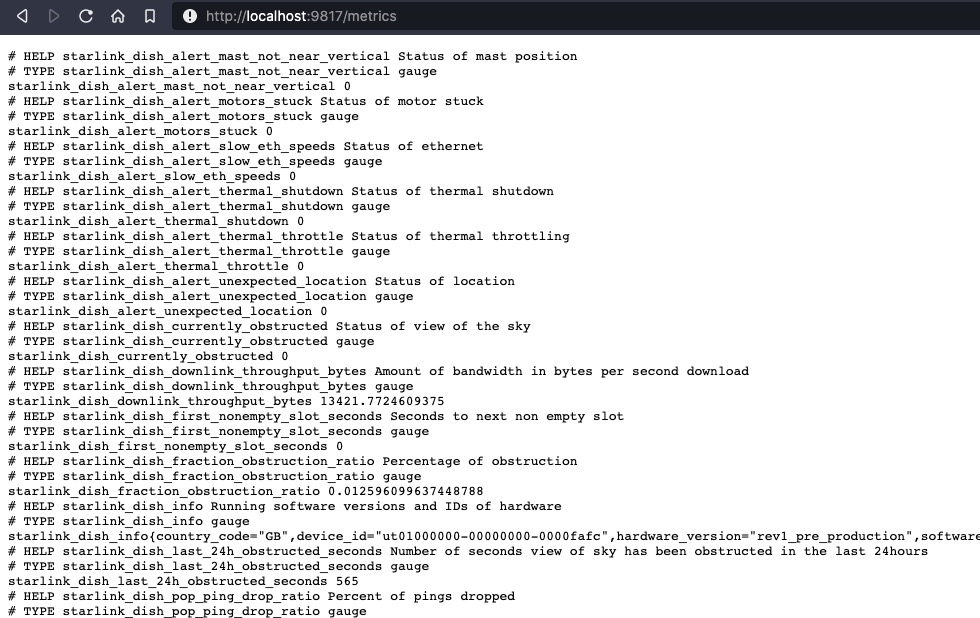 http://localhost:9817/metrics
# HELP starlink_dish_alert_mast_not_near_vertical Status of mast position
# TYPE starlink_dish_alert_mast_not_near_vertical gauge
starlink_dish_alert_mast_not_near_vertical 0
# HELP starlink_dish_alert_motors_stuck Status of motor stuck
# TYPE starlink_dish_alert_motors_stuck gauge
starlink_dish_alert_motors_stuck 0
# HELP starlink_dish_alert_slow_eth_speeds Status of ethernet
# TYPE starlink_dish_alert_slow_eth_speeds gauge
starlink_dish_alert_slow_eth_speeds 0
# HELP starlink_dish_alert_thermal_shutdown Status of thermal shutdown
# TYPE starlink_dish_alert_thermal_shutdown gauge
starlink_dish_alert_thermal_shutdown 0
# HELP starlink_dish_alert_thermal_throttle Status of thermal throttling
# TYPE starlink_dish_alert_thermal_throttle gauge
starlink_dish_alert_thermal_throttle 0
# HELP starlink_dish_alert_unexpected_location Status of location
# TYPE starlink_dish_alert_unexpected_location gauge
starlink_dish_alert_unexpected_location 0
# HELP starlink_dish_currently_obstructed Status of view of the sky
# TYPE starlink_dish_currently_obstructed gauge
starlink_dish_currently_obstructed 0
# HELP starlink_dish_downlink_throughput_bytes Amount of bandwidth in bytes per second download
# TYPE starlink_dish_downlink_throughput_bytes gauge
starlink_dish_downlink_throughput_bytes 13421.7724609375
# HELP starlink_dish_first_nonempty_slot_seconds Seconds to next non empty slot
# TYPE starlink_dish_first_nonempty_slot_seconds gauge
starlink_dish_first_nonempty_slot_seconds 0
# HELP starlink_dish_fraction_obstruction_ratio Percentage of obstruction
# TYPE starlink_dish_fraction_obstruction_ratio gauge
starlink_dish_fraction_obstruction_ratio 0.012596099637448788
# HELP starlink_dish_info Running software versions and IDs of hardware
# TYPE starlink_dish_info gauge
starlink_dish_info{country_code="GB",device_id="ut01000000-00000000-0000fafc",hardware_version="rev1_pre_production",software
# HELP starlink_dish_last_24h_obstructed_seconds Number of seconds view of sky has been obstructed in the last 24hours
# TYPE starlink_dish_last_24h_obstructed_seconds gauge
starlink_dish_last_24h_obstructed_seconds 565
# HELP starlink_dish_pop_ping_drop_ratio Percent of pings dropped
# TYPE starlink_dish_pop_ping_drop_ratio gauge